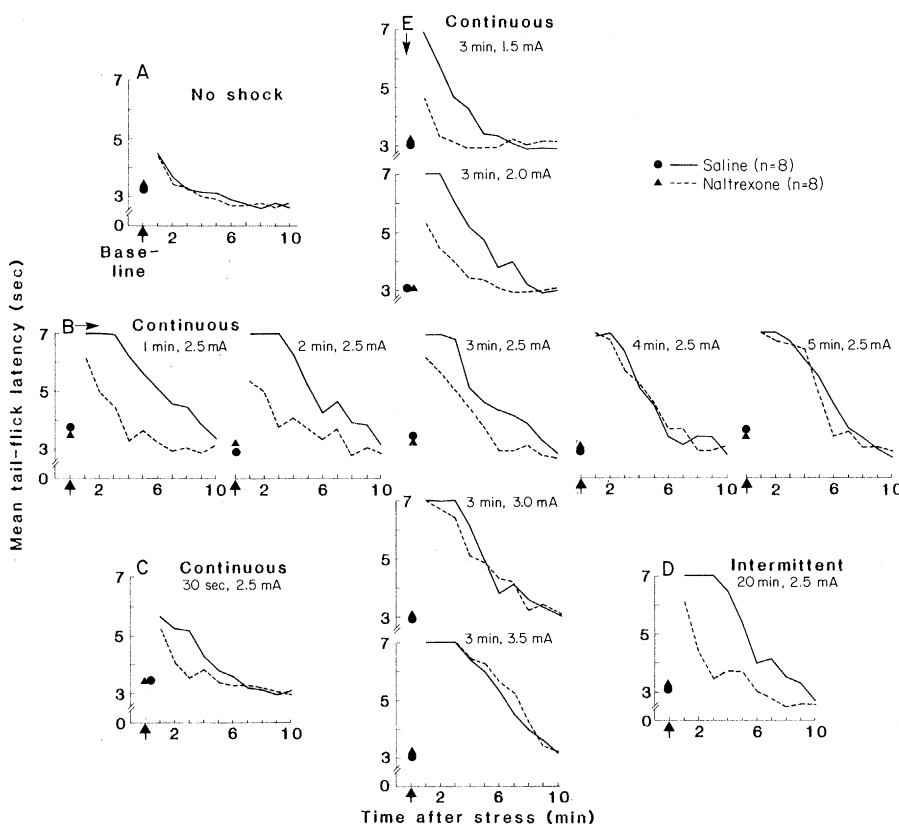 E Continuous
3 min, 1.5 mA
7
5
3
A
No shock
7
5
3
0
2 6 10
Base-
line
● Saline (n=8)
▲ Naltrexone (n=8)
3 min, 2.0 mA
7
5
3
Mean tail-flick latency (sec)
B Continuous
1 min, 2.5 mA
7
5
3
0
2 6 10
2 min, 2.5 mA
2 6 10
3 min, 2.5 mA
7
5
3
0
2 6 10
4 min, 2.5 mA
2 6 10
5 min, 2.5 mA
2 6 10
3 min, 3.0 mA
7
5
3
C Continuous
30 sec, 2.5 mA
7
5
3
0
2 6 10
D Intermittent
20 min, 2.5 mA
7
5
3
0
2 6 10
3 min, 3.5 mA
7
5
3
0
2 6 10
Time after stress (min)